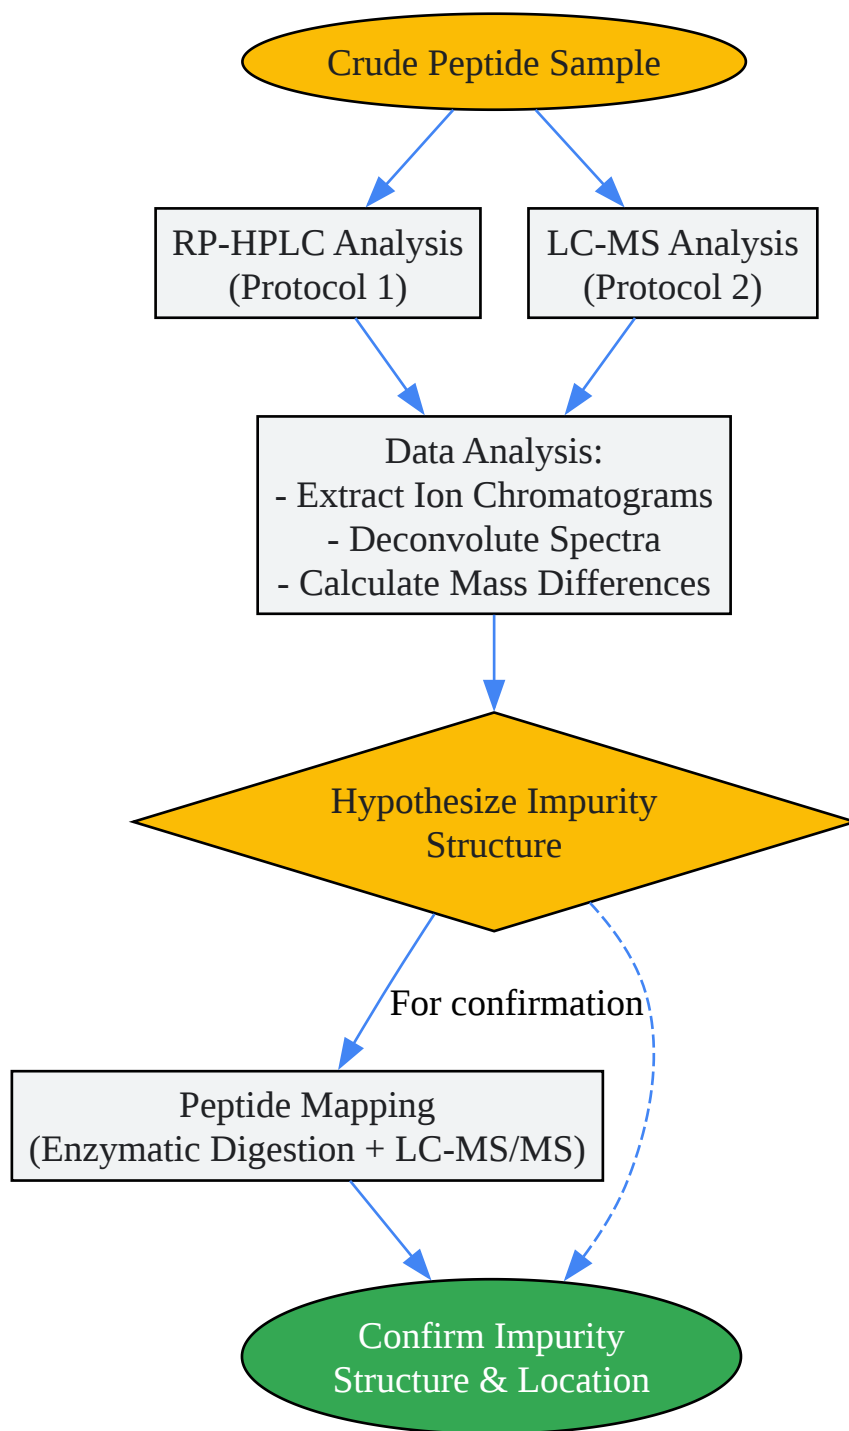 Crude Peptide Sample
RP-HPLC Analysis
(Protocol 1)
LC-MS Analysis
(Protocol 2)
Data Analysis:
- Extract Ion Chromatograms
- Deconvolute Spectra
- Calculate Mass Differences
Hypothesize Impurity
Structure
For confirmation
Peptide Mapping
(Enzymatic Digestion + LC-MS/MS)
Confirm Impurity
Structure & Location